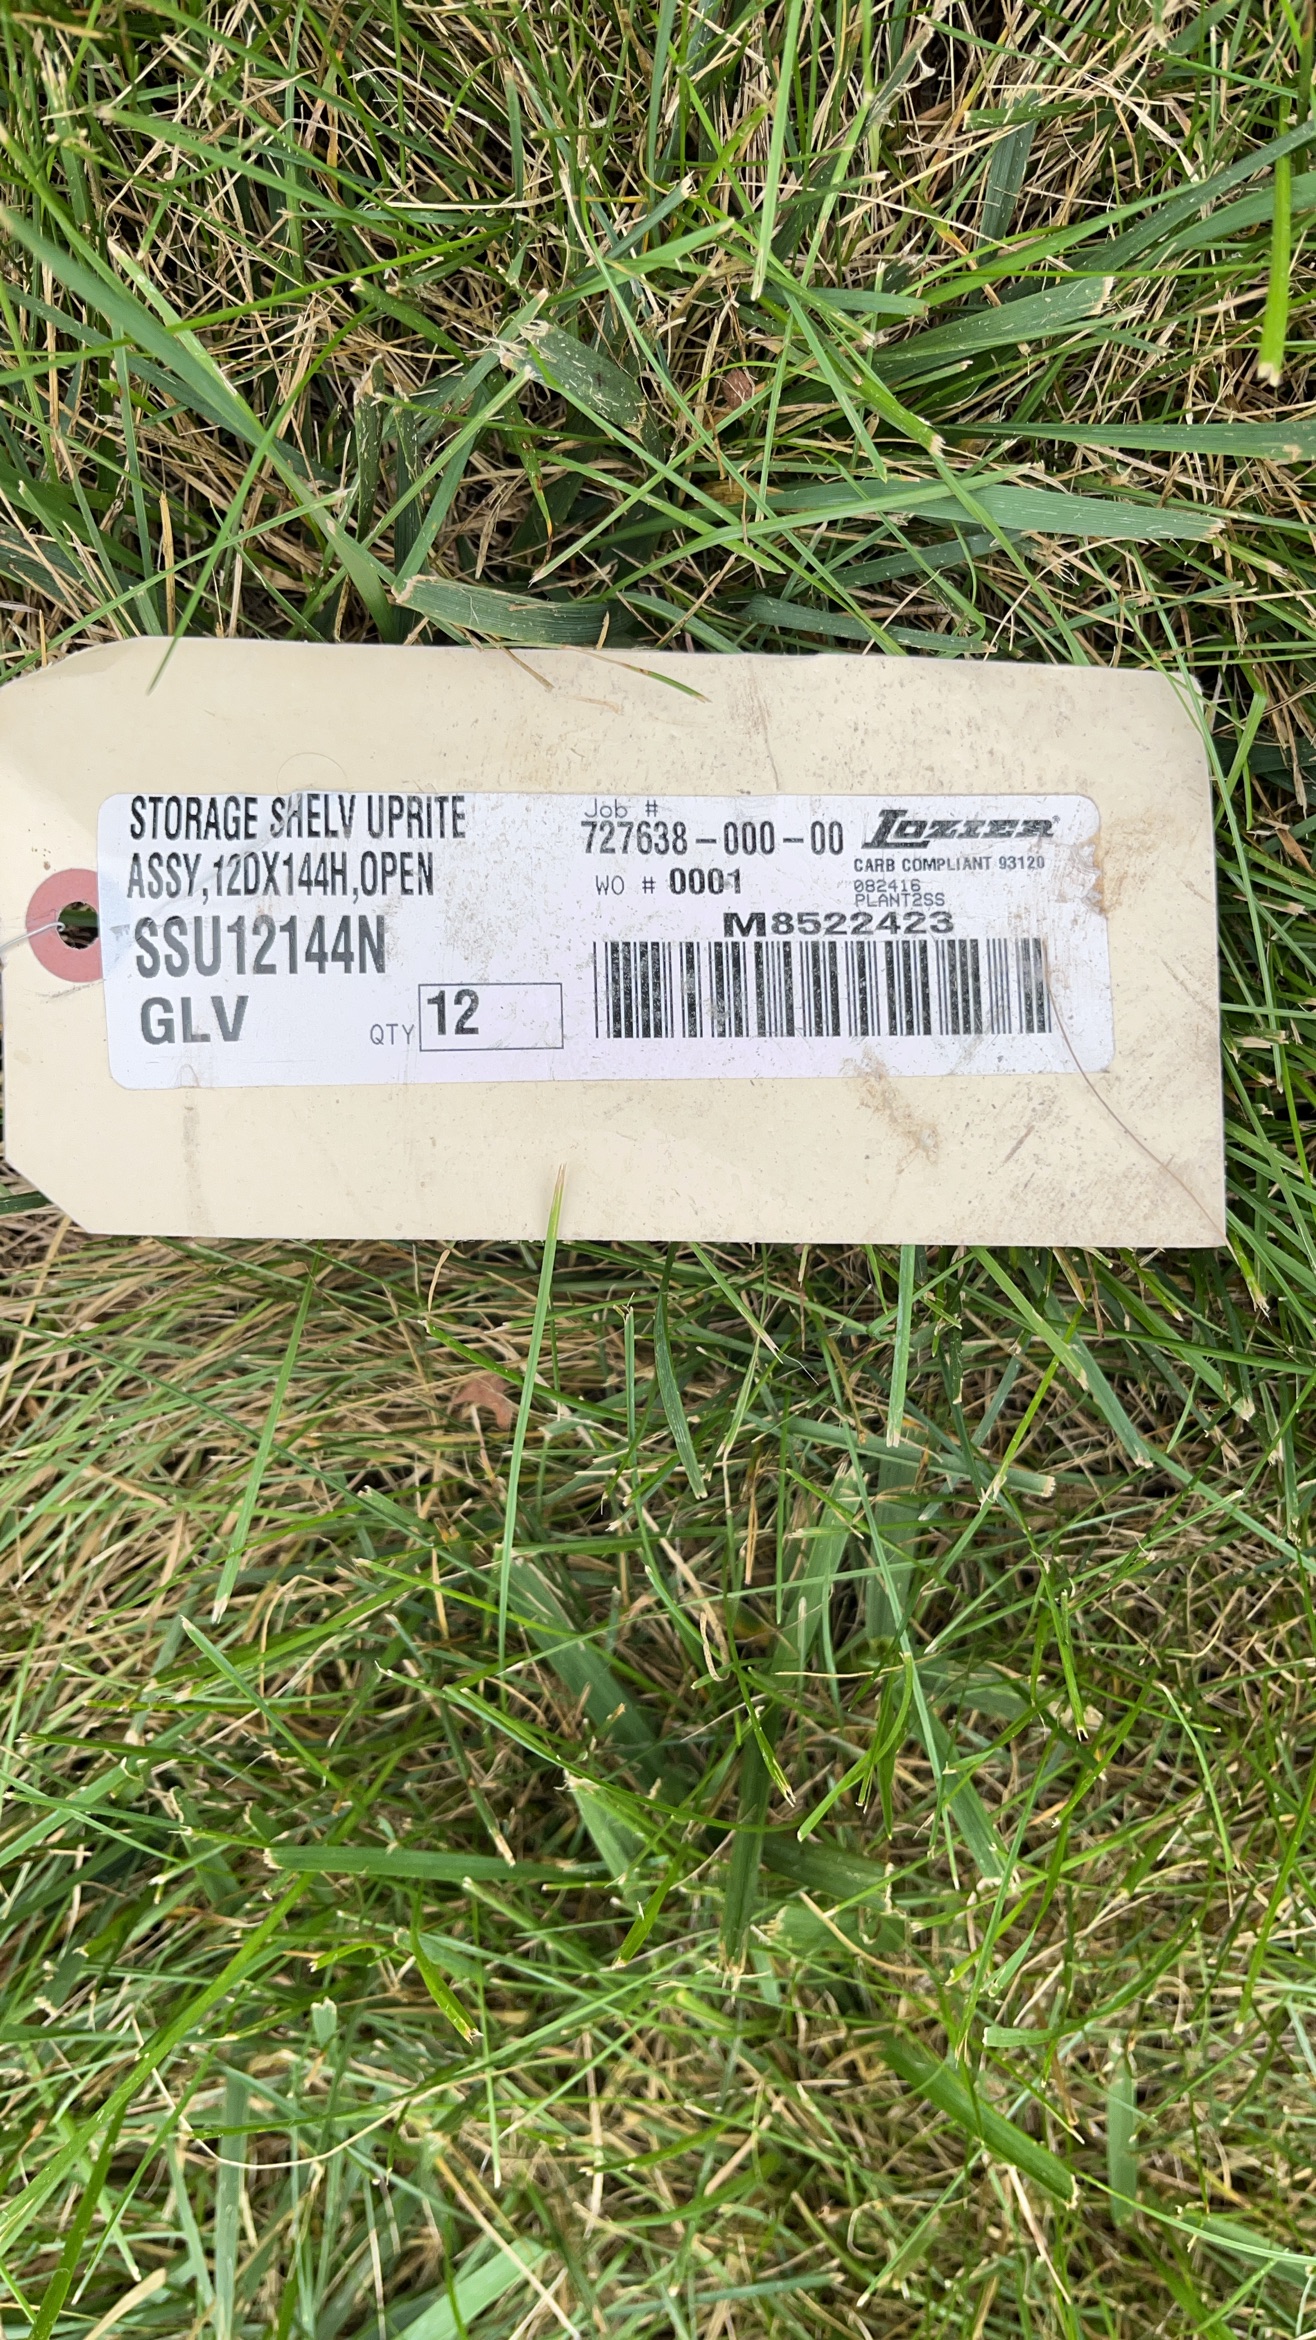 STORAGE SHELV UPRITE
ASSY,12DX144H,OPEN
SSU12144N
GLV
QTY 12
Job #
727638-000-00
WO # 0001
LOZIER®
CARB COMPLIANT 93120
082416
PLANT2SS
M8522423